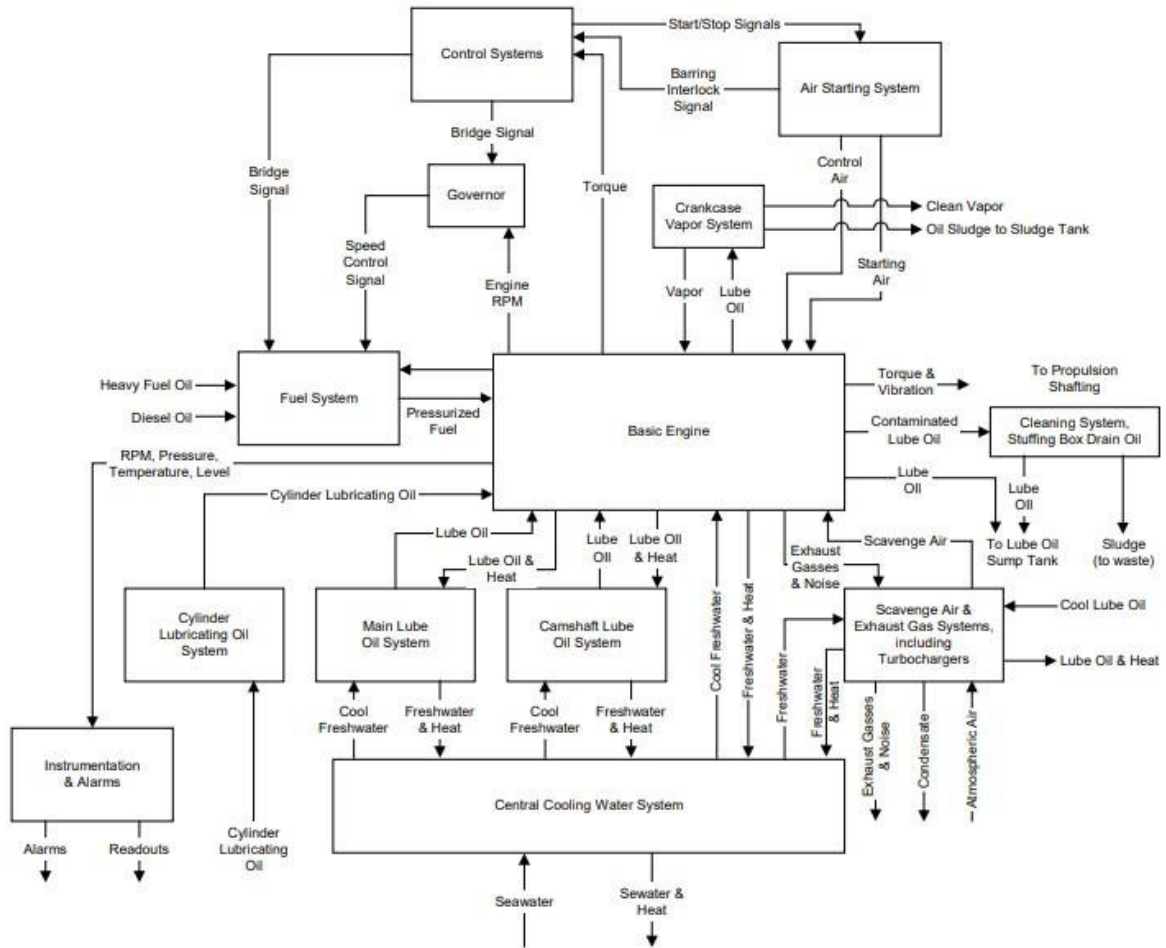 Start/Stop Signals
Control Systems
Barring
Interlock
Signal
Air Starting System
Bridge Signal
Bridge
Signal
Governor
Torque
Control
Air
Crankcase
Vapor System
Clean Vapor
Oil Sludge to Sludge Tank
Speed
Control
Signal
Engine
RPM
Vapor
Lube
OIl
Starting
Air
Heavy Fuel Oil
Diesel Oil
Fuel System
Pressurized
Fuel
Basic Engine
Torque &
Vibration
To Propulsion
Shafting
Contaminated
Lube Oil
Cleaning System,
Stuffing Box Drain Oil
RPM, Pressure,
Temperature, Level
Lube
OIl
Lube
OIl
To Lube Oil
Sump Tank
Sludge
(to waste)
Cylinder Lubricating Oil
Lube Oil
Lube Oil &
Heat
Lube
OIl
Lube OIl
& Heat
Cool Freshwater
Freshwater & Heat
Exhaust
Gasses
& Noise
Scavenge Air
Cylinder
Lubricating Oil
System
Main Lube
Oil System
Camshaft Lube
Oil System
Scavenge Air &
Exhaust Gas Systems,
including
Turbochargers
Cool Lube Oil
Lube Oil & Heat
Cool
Freshwater
Freshwater
& Heat
Cool
Freshwater
Freshwater
& Heat
Freshwater
Freshwater
& Heat
Exhaust Gasses
& Noise
Condensate
Atmospheric Air
Instrumentation
& Alarms
Central Cooling Water System
Alarms
Readouts
Cylinder
Lubricating
Oil
Seawater
Sewater &
Heat